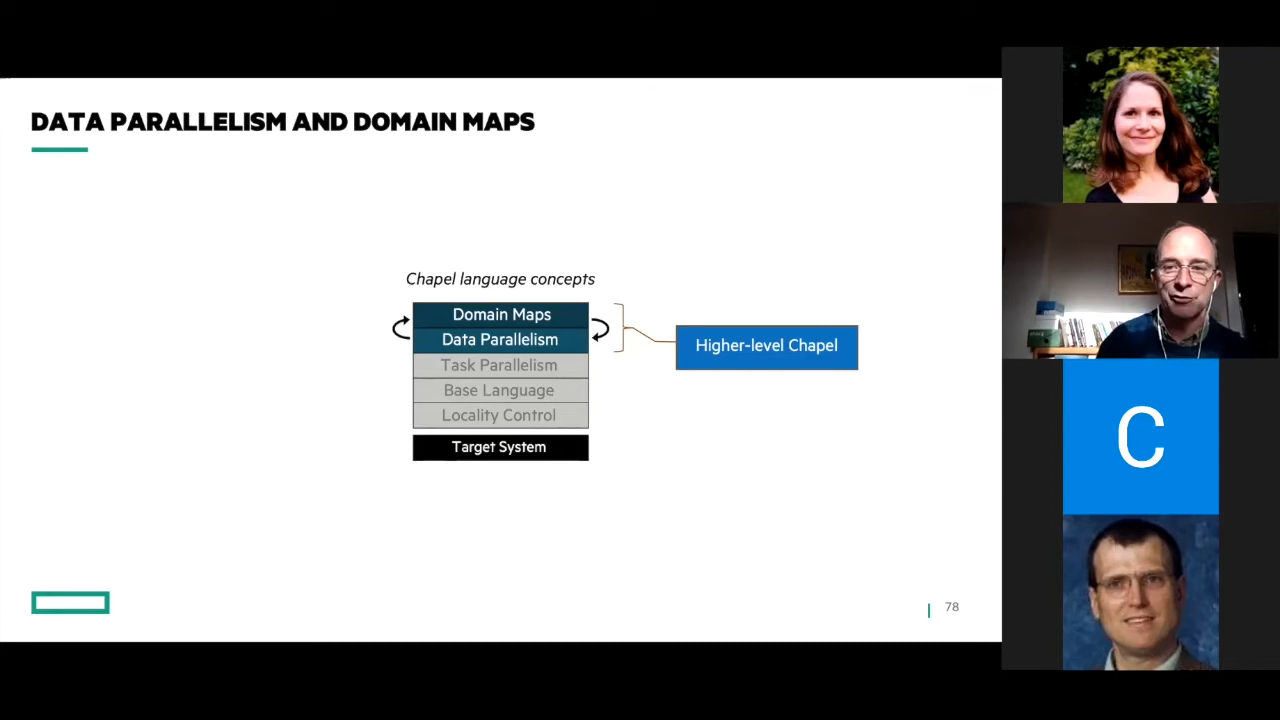 DATA PARALLELISM AND DOMAIN MAPS
Chapel language concepts
Domain Maps
Data Parallelism
Task Parallelism
Base Language
Locality Control
Target System
Higher-level Chapel
78
C